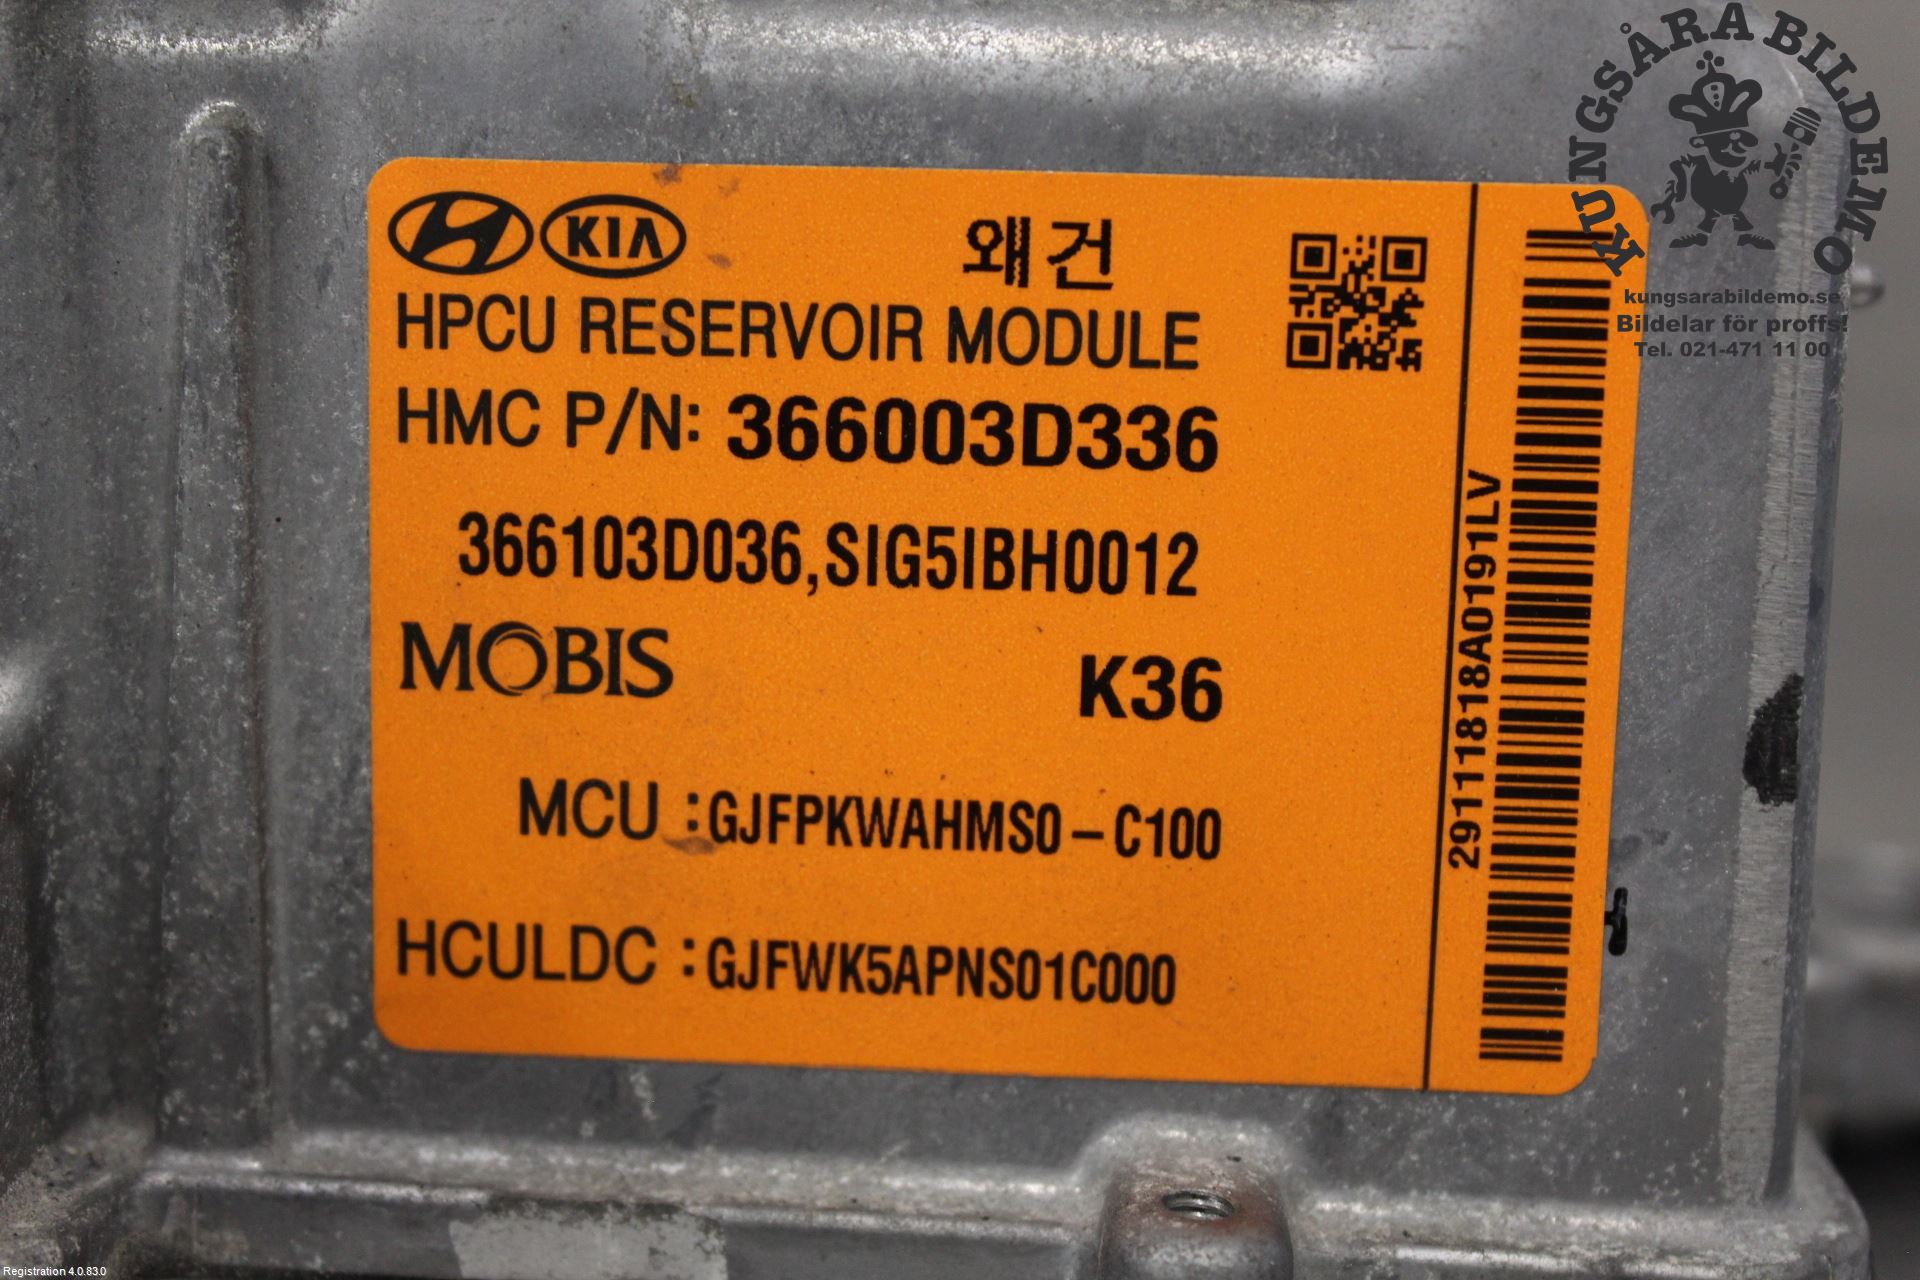 KIA
왜건
HPCU RESERVOIR MODULE
HMC P/N: 366003D336
366103D036,SIG5IBH0012
MOBIS
K36
MCU :GJFPKWAHMS0-C100
HCULDC :GJFWK5APNS01C000
29111818A0191LV
KUNGSÅRA BILDEMO
kungsarabildemo.se
Bildelar för proffs!
Tel. 021-471 11 00
Registration 4.0.83.0